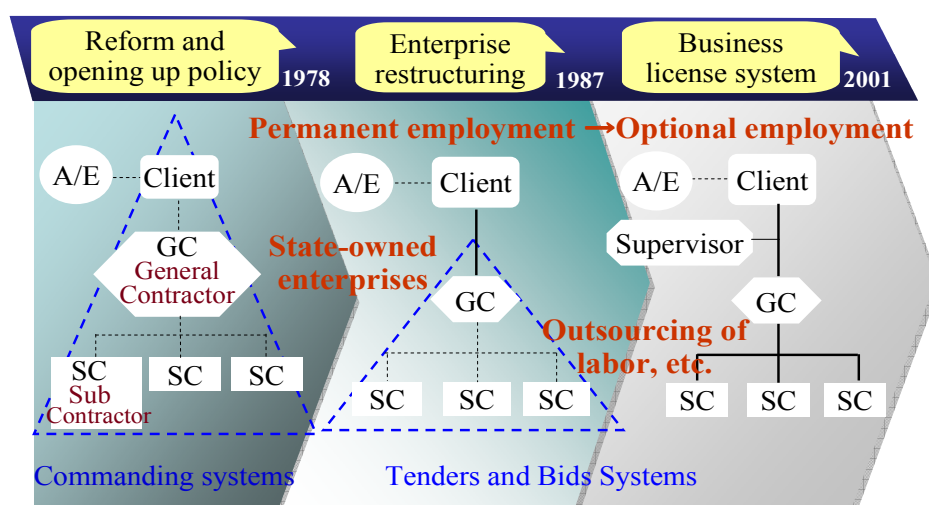 Reform and
opening up policy
1978
Enterprise
restructuring
1987
Business
license system
2001
Permanent employment →Optional employment
A/E
Client
GC
General
Contractor
SC
Sub
Contractor
SC
SC
Commanding systems
A/E
Client
State-owned
enterprises
GC
Outsourcing of
labor, etc.
SC
SC
SC
Tenders and Bids Systems
A/E
Client
Supervisor
GC
SC
SC
SC